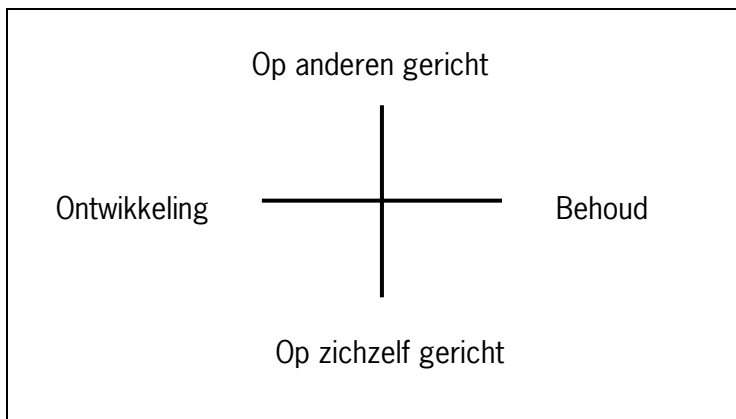 Op anderen gericht
Ontwikkeling
Behoud
Op zichzelf gericht